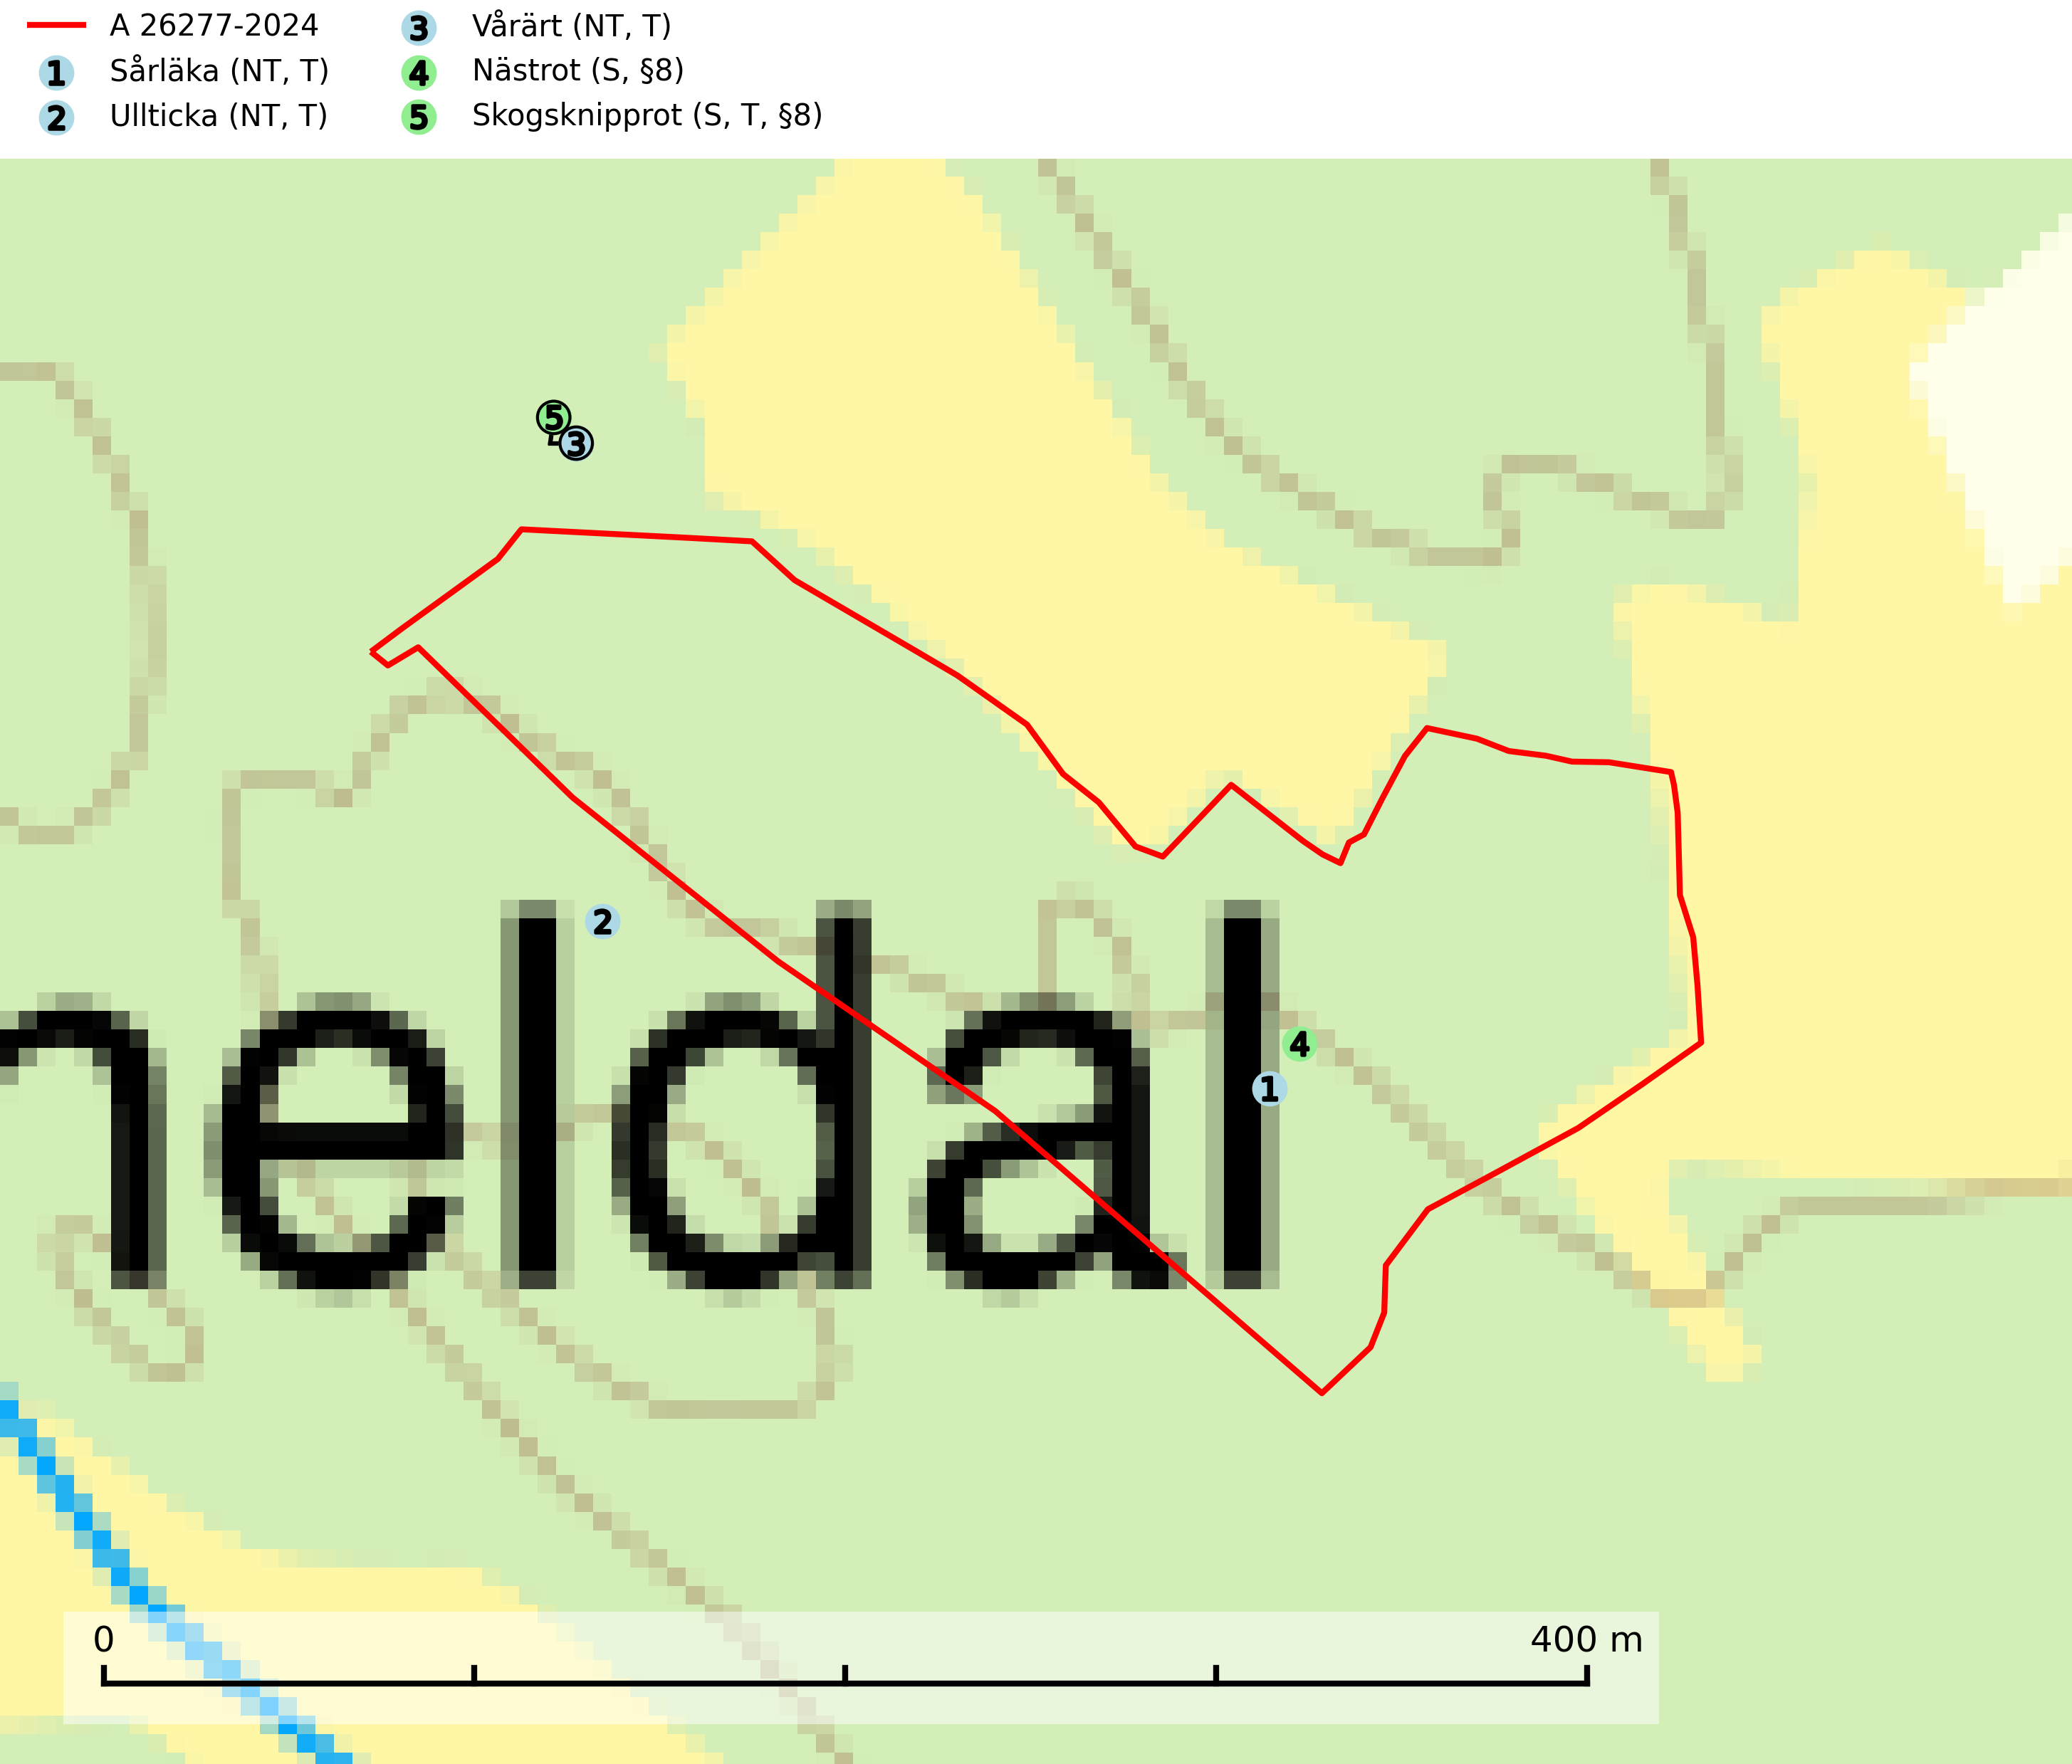 A 26277-2024
1 Sårläka (NT, T)
2 Ullticka (NT, T)
3 Vårärt (NT, T)
4 Nästrot (S, §8)
5 Skogsknipprot (S, T, §8)
5
3
2
4
1
neldal
0 400 m